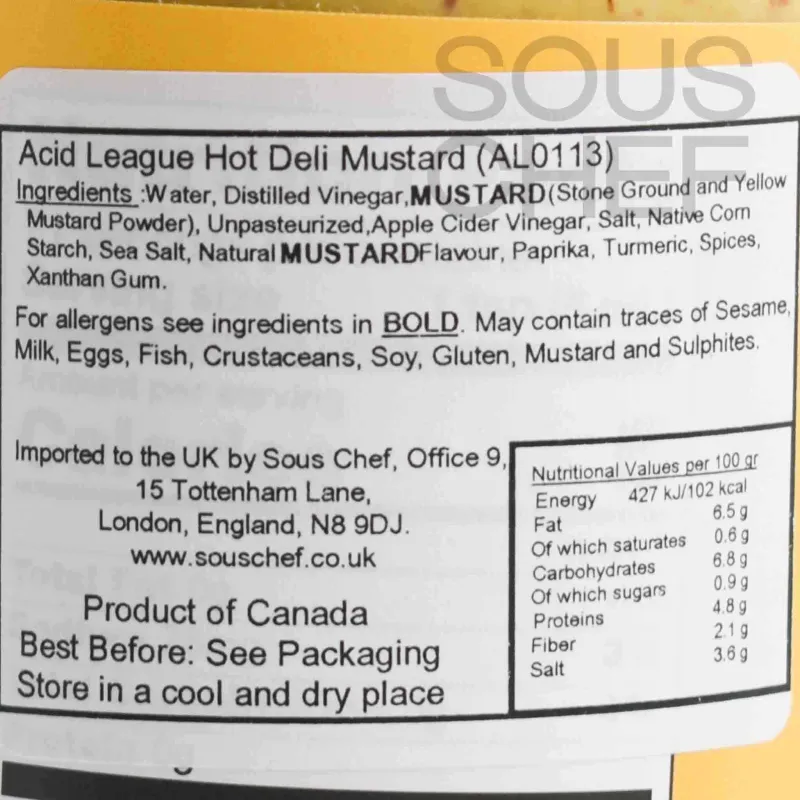 SOUS
CHEF
Acid League Hot Deli Mustard (AL0113)
Ingredients :Water, Distilled Vinegar,MUSTARD(Stone Ground and Yellow
Mustard Powder), Unpasteurized,Apple Cider Vinegar, Salt, Native Corn
Starch, Sea Salt, Natural MUSTARDFlavour, Paprika, Turmeric, Spices,
Xanthan Gum.
For allergens see ingredients in BOLD. May contain traces of Sesame,
Milk, Eggs, Fish, Crustaceans, Soy, Gluten, Mustard and Sulphites.
Imported to the UK by Sous Chef, Office 9,
15 Tottenham Lane,
London, England, N8 9DJ.
www.souschef.co.uk
Product of Canada
Best Before: See Packaging
Store in a cool and dry place
Nutritional Values per 100 gr
Energy 427 kJ/102 kcal
Fat 6.5 g
Of which saturates 0.6 g
Carbohydrates 6.8 g
Of which sugars 0.9 g
Proteins 4.8 g
Fiber 2.1 g
Salt 3.6 g